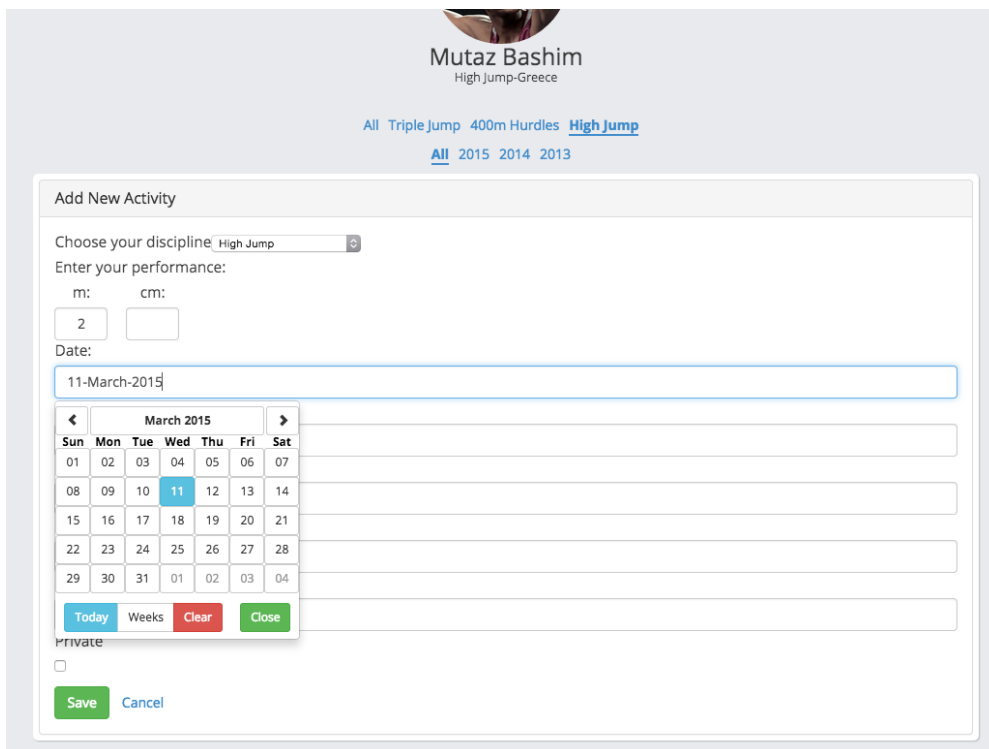 Mutaz Bashim
High Jump-Greece
All Triple Jump 400m Hurdles High Jump
All 2015 2014 2013
Add New Activity
Choose your discipline High Jump
Enter your performance:
m: cm:
2
Date:
11-March-2015
March 2015
Sun Mon Tue Wed Thu Fri Sat
01 02 03 04 05 06 07
08 09 10 11 12 13 14
15 16 17 18 19 20 21
22 23 24 25 26 27 28
29 30 31 01 02 03 04
Today Weeks Clear Close
Private
Save Cancel